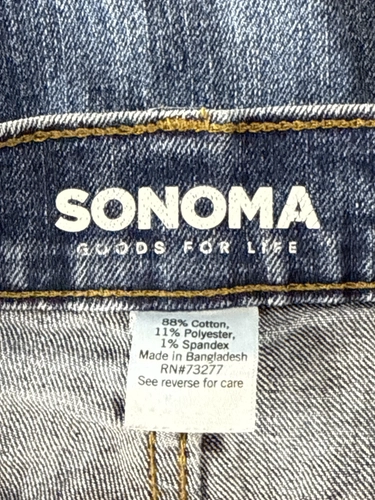 SONOMA
GOODS FOR LIFE
88% Cotton,
11% Polyester,
1% Spandex
Made in Bangladesh
RN#73277
See reverse for care